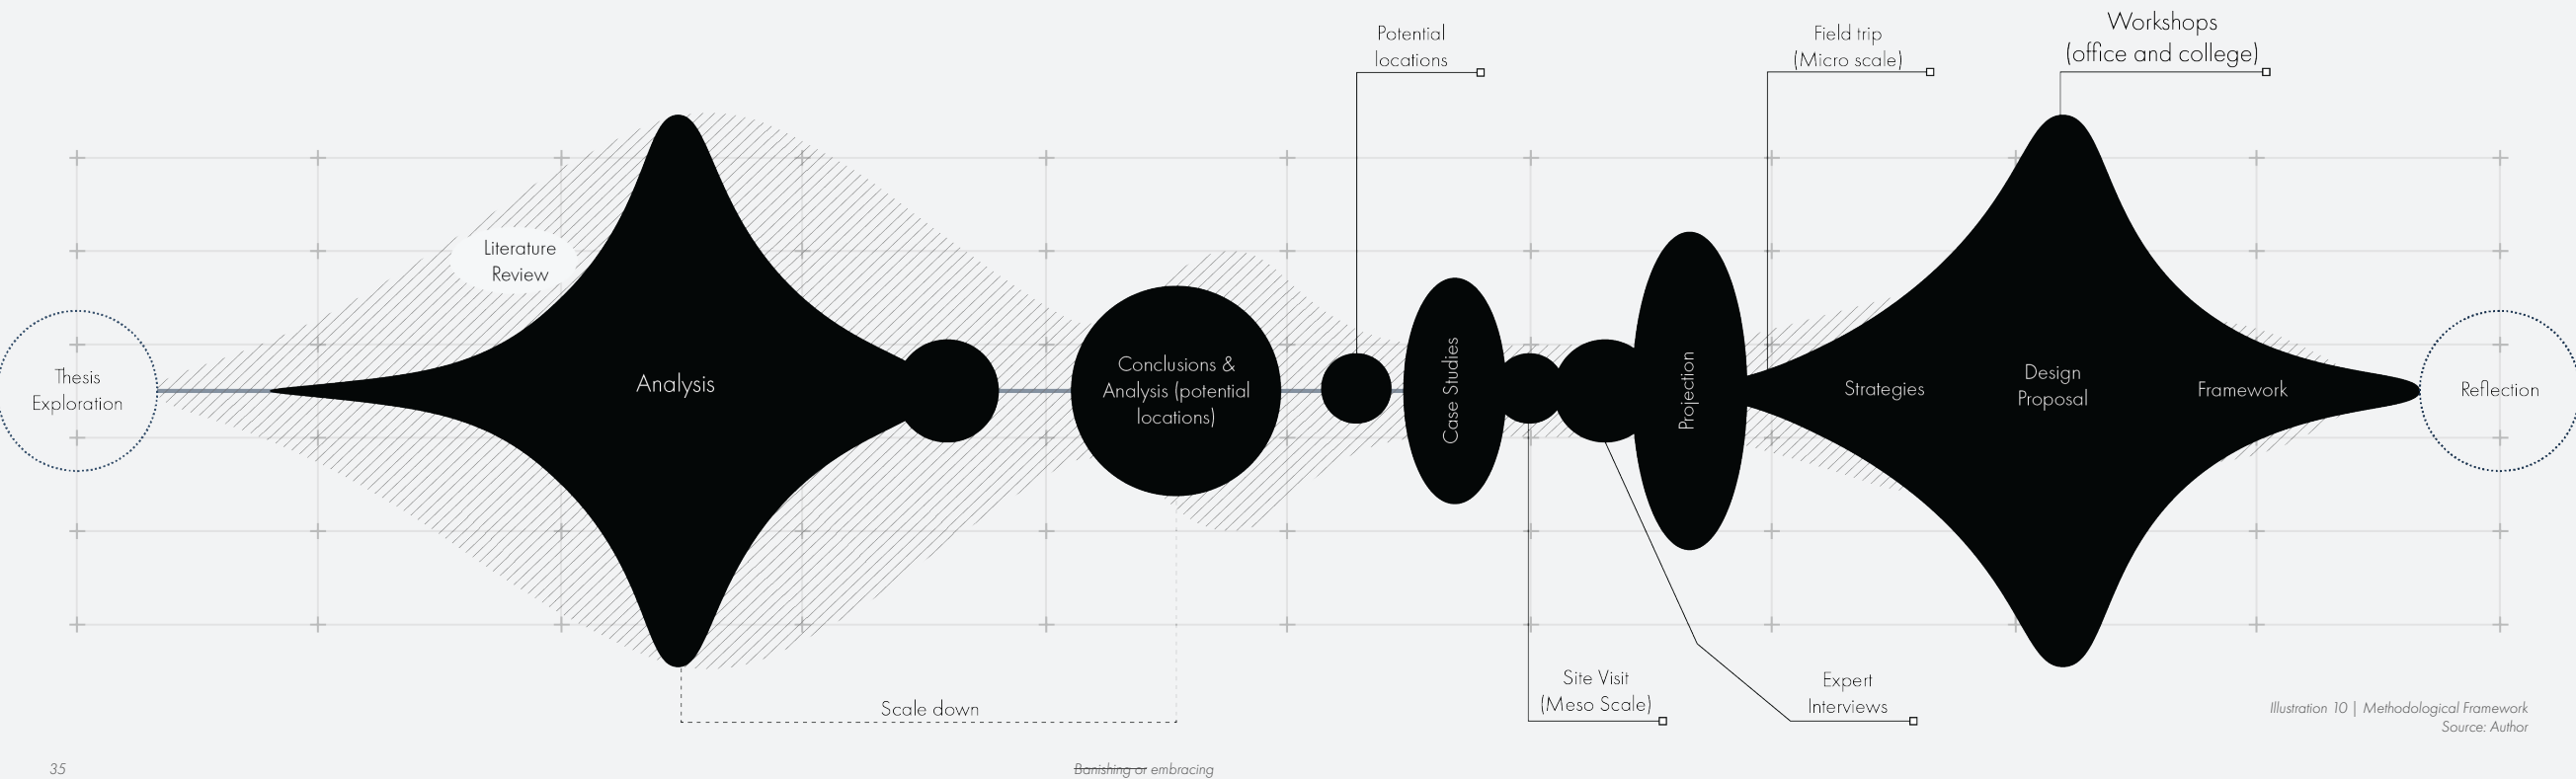 Potential
locations
Field trip
(Micro scale)
Workshops
(office and college)
Literature
Review
Thesis
Exploration
Analysis
Conclusions &
Analysis (potential
locations)
Case Studies
Projection
Strategies
Design
Proposal
Framework
Reflection
Scale down
Site Visit
(Meso Scale)
Expert
Interviews
Illustration 10 | Methodological Framework
Source: Author
35
Banishing or embracing